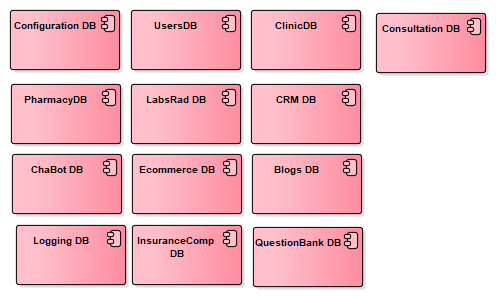 Configuration DB
UsersDB
ClinicDB
Consultation DB
PharmacyDB
LabsRad DB
CRM DB
ChaBot DB
Ecommerce DB
Blogs DB
Logging DB
InsuranceComp
DB
QuestionBank DB